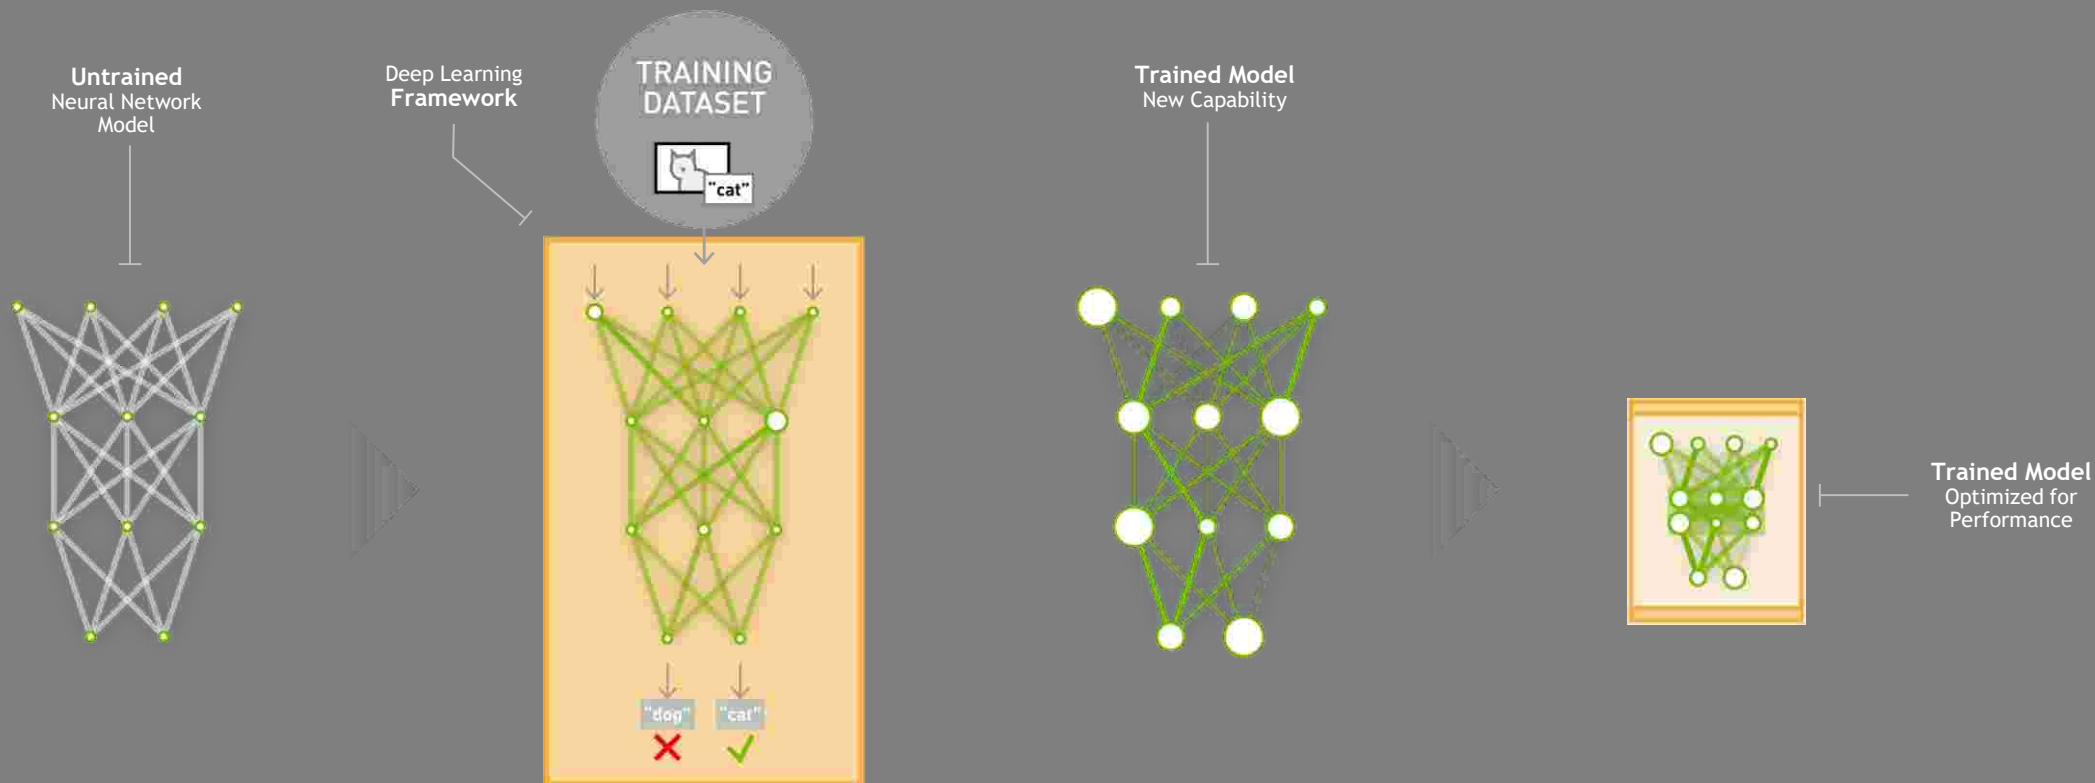 Untrained
Neural Network
Model
Deep Learning
Framework
TRAINING
DATASET
"cat"
"dog"
"cat"
Trained Model
New Capability
Trained Model
Optimized for
Performance